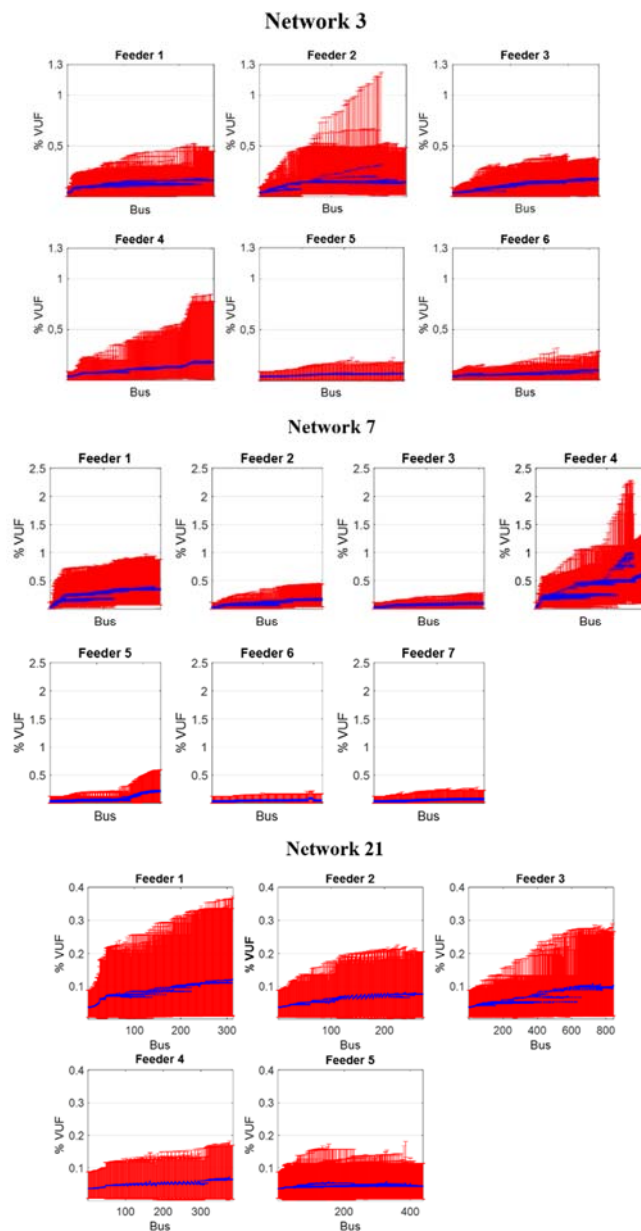 Network 3
Feeder 1
Feeder 2
Feeder 3
1.3
1
0,5
% VUF
Bus
1.3
1
0,5
% VUF
Bus
1.3
1
0,5
% VUF
Bus
Feeder 4
Feeder 5
Feeder 6
1.3
1
0,5
% VUF
Bus
1.3
1
0,5
% VUF
Bus
1.3
1
0,5
% VUF
Bus
Network 7
Feeder 1
Feeder 2
Feeder 3
Feeder 4
2.5
2
1.5
1
0.5
% VUF
Bus
2.5
2
1.5
1
0.5
% VUF
Bus
2.5
2
1.5
1
0.5
% VUF
Bus
2.5
2
1.5
1
0.5
% VUF
Bus
Feeder 5
Feeder 6
Feeder 7
2.5
2
1.5
1
0.5
% VUF
Bus
2.5
2
1.5
1
0.5
% VUF
Bus
2.5
2
1.5
1
0.5
% VUF
Bus
Network 21
Feeder 1
Feeder 2
Feeder 3
0.4
0.3
0.2
0.1
% VUF
100 200 300
Bus
0.4
0.3
0.2
0.1
% VUF
100 200
Bus
0.4
0.3
0.2
0.1
% VUF
200 400 600 800
Bus
Feeder 4
Feeder 5
0.4
0.3
0.2
0.1
% VUF
100 200 300
Bus
0.4
0.3
0.2
0.1
% VUF
200 400
Bus